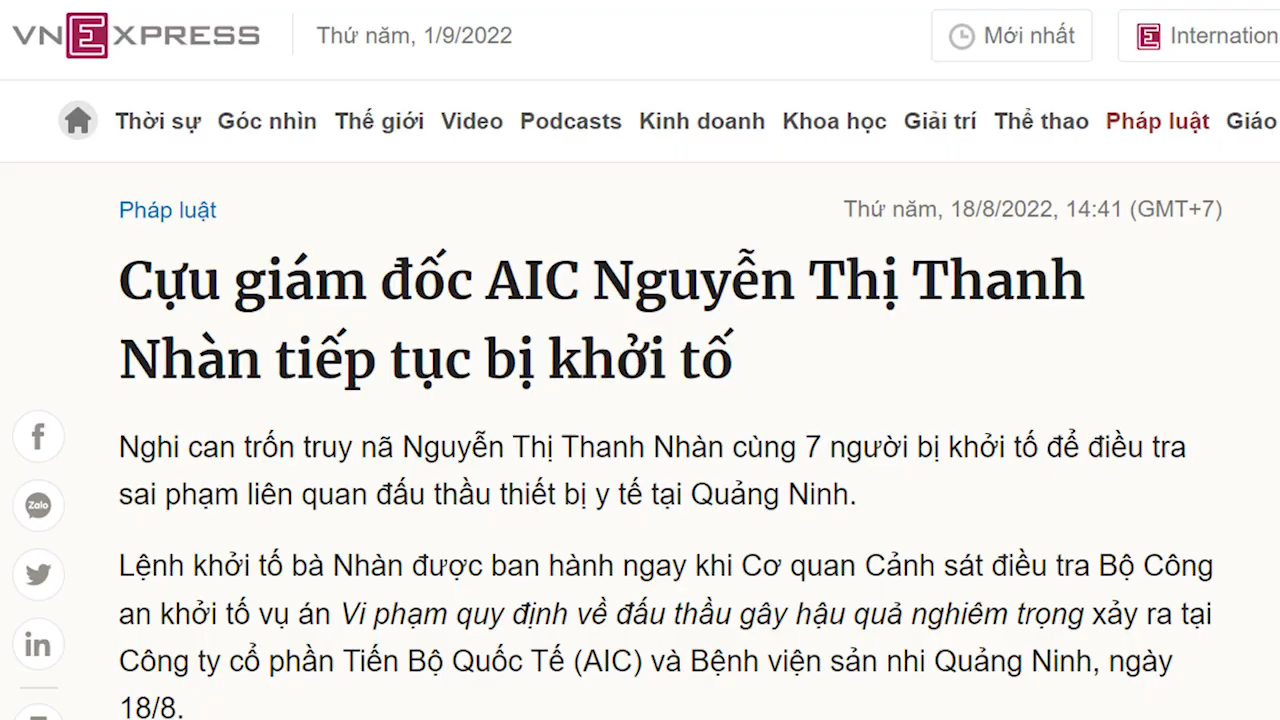 VNEXPRESS
Thứ năm, 1/9/2022
Mới nhất
Internation
Thời sự Góc nhìn Thế giới Video Podcasts Kinh doanh Khoa học Giải trí Thể thao Pháp luật Giáo
Pháp luật
Thứ năm, 18/8/2022, 14:41 (GMT+7)
Cựu giám đốc AIC Nguyễn Thị Thanh
Nhàn tiếp tục bị khởi tố
Nghi can trốn truy nã Nguyễn Thị Thanh Nhàn cùng 7 người bị khởi tố để điều tra
sai phạm liên quan đấu thầu thiết bị y tế tại Quảng Ninh.
Zalo
Lệnh khởi tố bà Nhàn được ban hành ngay khi Cơ quan Cảnh sát điều tra Bộ Công
an khởi tố vụ án Vi phạm quy định về đấu thầu gây hậu quả nghiêm trọng xảy ra tại
Công ty cổ phần Tiến Bộ Quốc Tế (AIC) và Bệnh viện sản nhi Quảng Ninh, ngày
18/8.